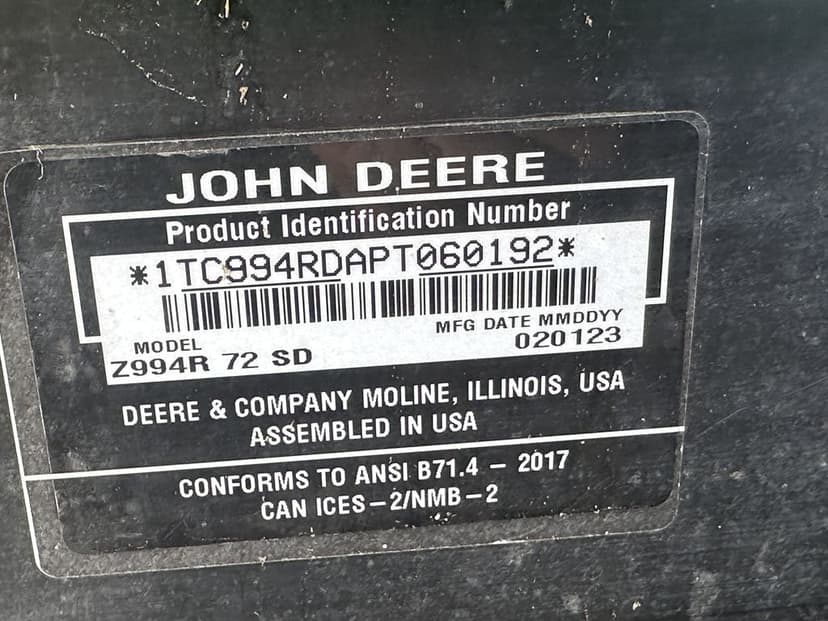 JOHN DEERE
Product Identification Number
*1TC994RDAPT060192*
MODEL
Z994R 72 SD
MFG DATE MMDDYY
020123
DEERE & COMPANY MOLINE, ILLINOIS, USA
ASSEMBLED IN USA
CONFORMS TO ANSI B71.4 – 2017
CAN ICES–2/NMB–2